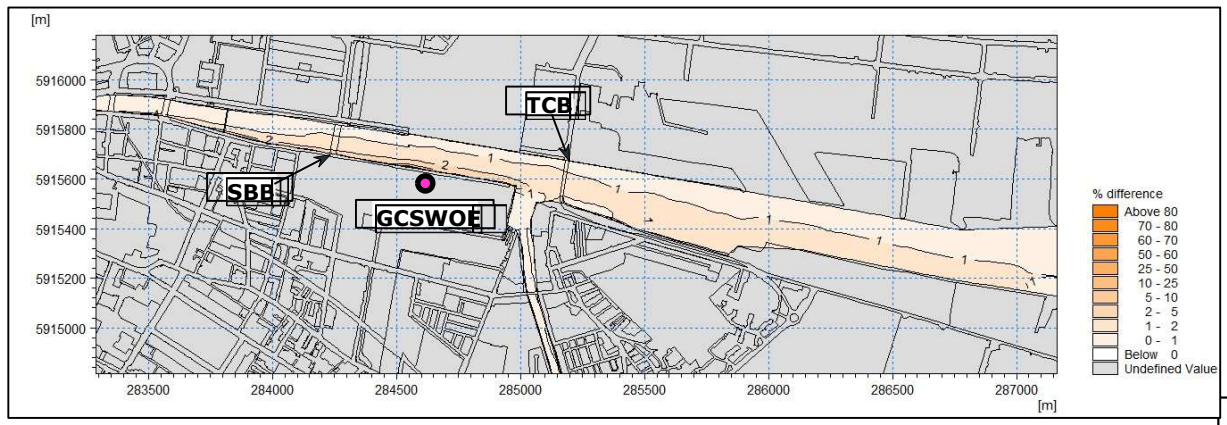 [m]
5916000
5915800
5915600
5915400
5915200
5915000
TCB
SBB
GCSWOE
2
1
2
1
1
1
1
1
1
283500 284000 284500 285000 285500 286000 286500 287000
[m]
% difference
Above 80
70 - 80
60 - 70
50 - 60
25 - 50
10 - 25
5 - 10
2 - 5
1 - 2
0 - 1
Below 0
Undefined Value